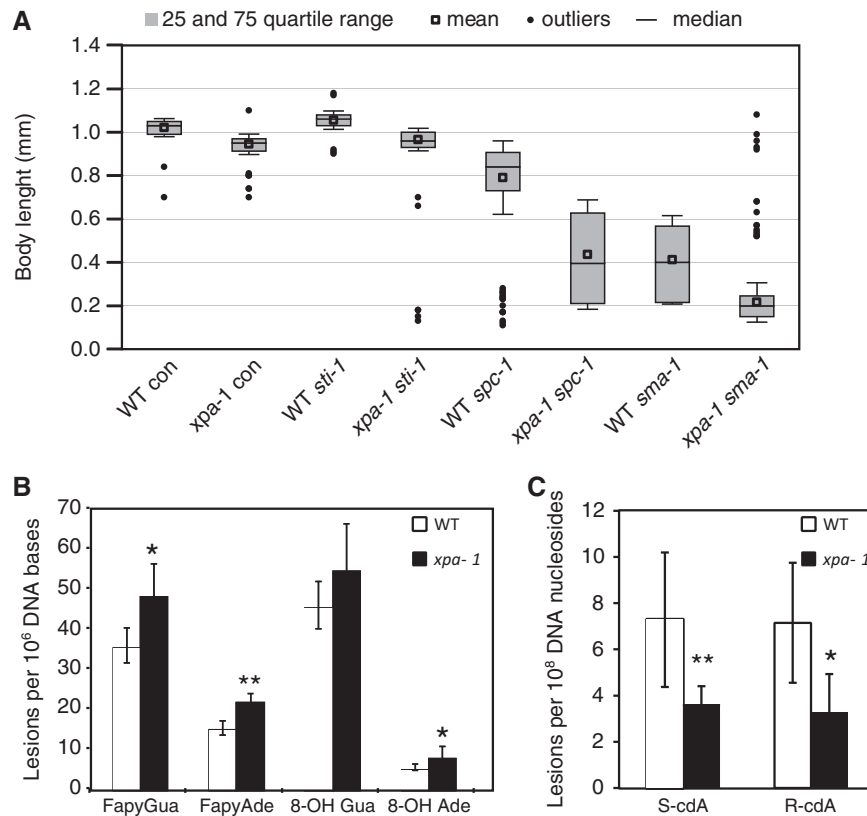 A
25 and 75 quartile range mean outliers median
Body lenght (mm)
1.4
1.2
1.0
0.8
0.6
0.4
0.2
0.0
WT con
xpa-1 con
WT sti-1
xpa-1 sti-1
WT spc-1
xpa-1 spc-1
WT sma-1
xpa-1 sma-1
B
Lesions per 10⁶ DNA bases
70
60
50
40
30
20
10
0
WT
xpa- 1
*
**
*
FapyGua FapyAde 8-OH Gua 8-OH Ade
C
Lesions per 10⁸ DNA nucleosides
12
10
8
6
4
2
0
WT
xpa- 1
**
*
S-cdA R-cdA